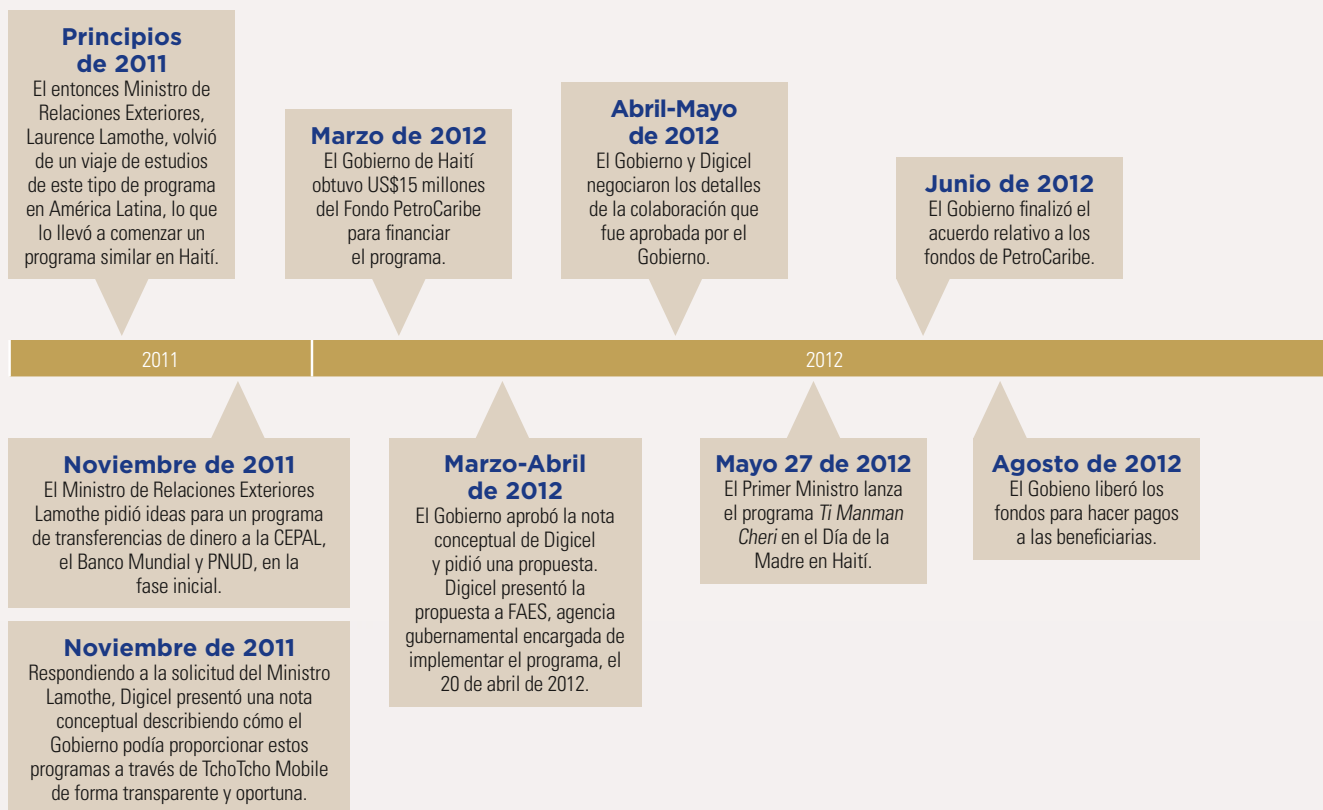 Principios
de 2011
El entonces Ministro de
Relaciones Exteriores,
Laurence Lamothe, volvió
de un viaje de estudios
de este tipo de programa
en América Latina, lo que
lo llevó a comenzar un
programa similar en Haití.
Marzo de 2012
El Gobierno de Haití
obtuvo US$15 millones
del Fondo PetroCaribe
para financiar
el programa.
Abril-Mayo
de 2012
El Gobierno y Digicel
negociaron los detalles
de la colaboración que
fue aprobada por el
Gobierno.
Junio de 2012
El Gobierno finalizó el
acuerdo relativo a los
fondos de PetroCaribe.
2011
2012
Noviembre de 2011
El Ministro de Relaciones Exteriores
Lamothe pidió ideas para un programa
de transferencias de dinero a la CEPAL,
el Banco Mundial y PNUD, en la
fase inicial.
Noviembre de 2011
Respondiendo a la solicitud del Ministro
Lamothe, Digicel presentó una nota
conceptual describiendo cómo el
Gobierno podía proporcionar estos
programas a través de TchoTcho Mobile
de forma transparente y oportuna.
Marzo-Abril
de 2012
El Gobierno aprobó la nota
conceptual de Digicel
y pidió una propuesta.
Digicel presentó la
propuesta a FAES, agencia
gubernamental encargada de
implementar el programa, el
20 de abril de 2012.
Mayo 27 de 2012
El Primer Ministro lanza
el programa Ti Manman
Cheri en el Día de la
Madre en Haití.
Agosto de 2012
El Gobieno liberó los
fondos para hacer pagos
a las beneficiarias.